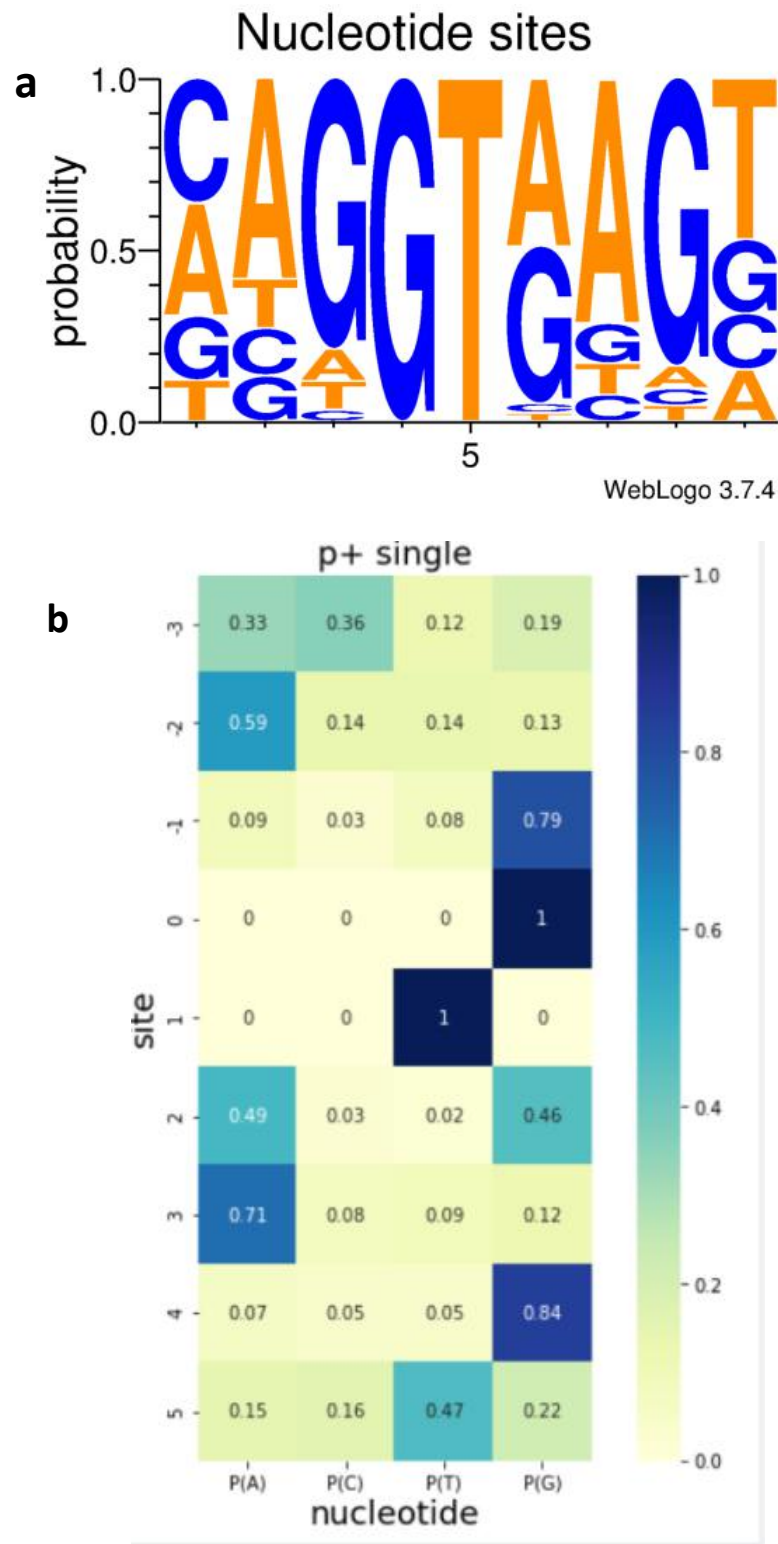 Nucleotide sites
a
probability
1.0
0.5
0.0
C A G G T A A G T
A T A G G A G
G C T C T C C
T G C T C T A
5
WebLogo 3.7.4
p+ single
b
site
-3 0.33 0.36 0.12 0.19
-2 0.59 0.14 0.14 0.13
-1 0.09 0.03 0.08 0.79
0 0 0 0 1
1 0 0 1 0
2 0.49 0.03 0.02 0.46
3 0.71 0.08 0.09 0.12
4 0.07 0.05 0.05 0.84
5 0.15 0.16 0.47 0.22
P(A) P(C) P(T) P(G)
nucleotide
1.0
0.8
0.6
0.4
0.2
0.0